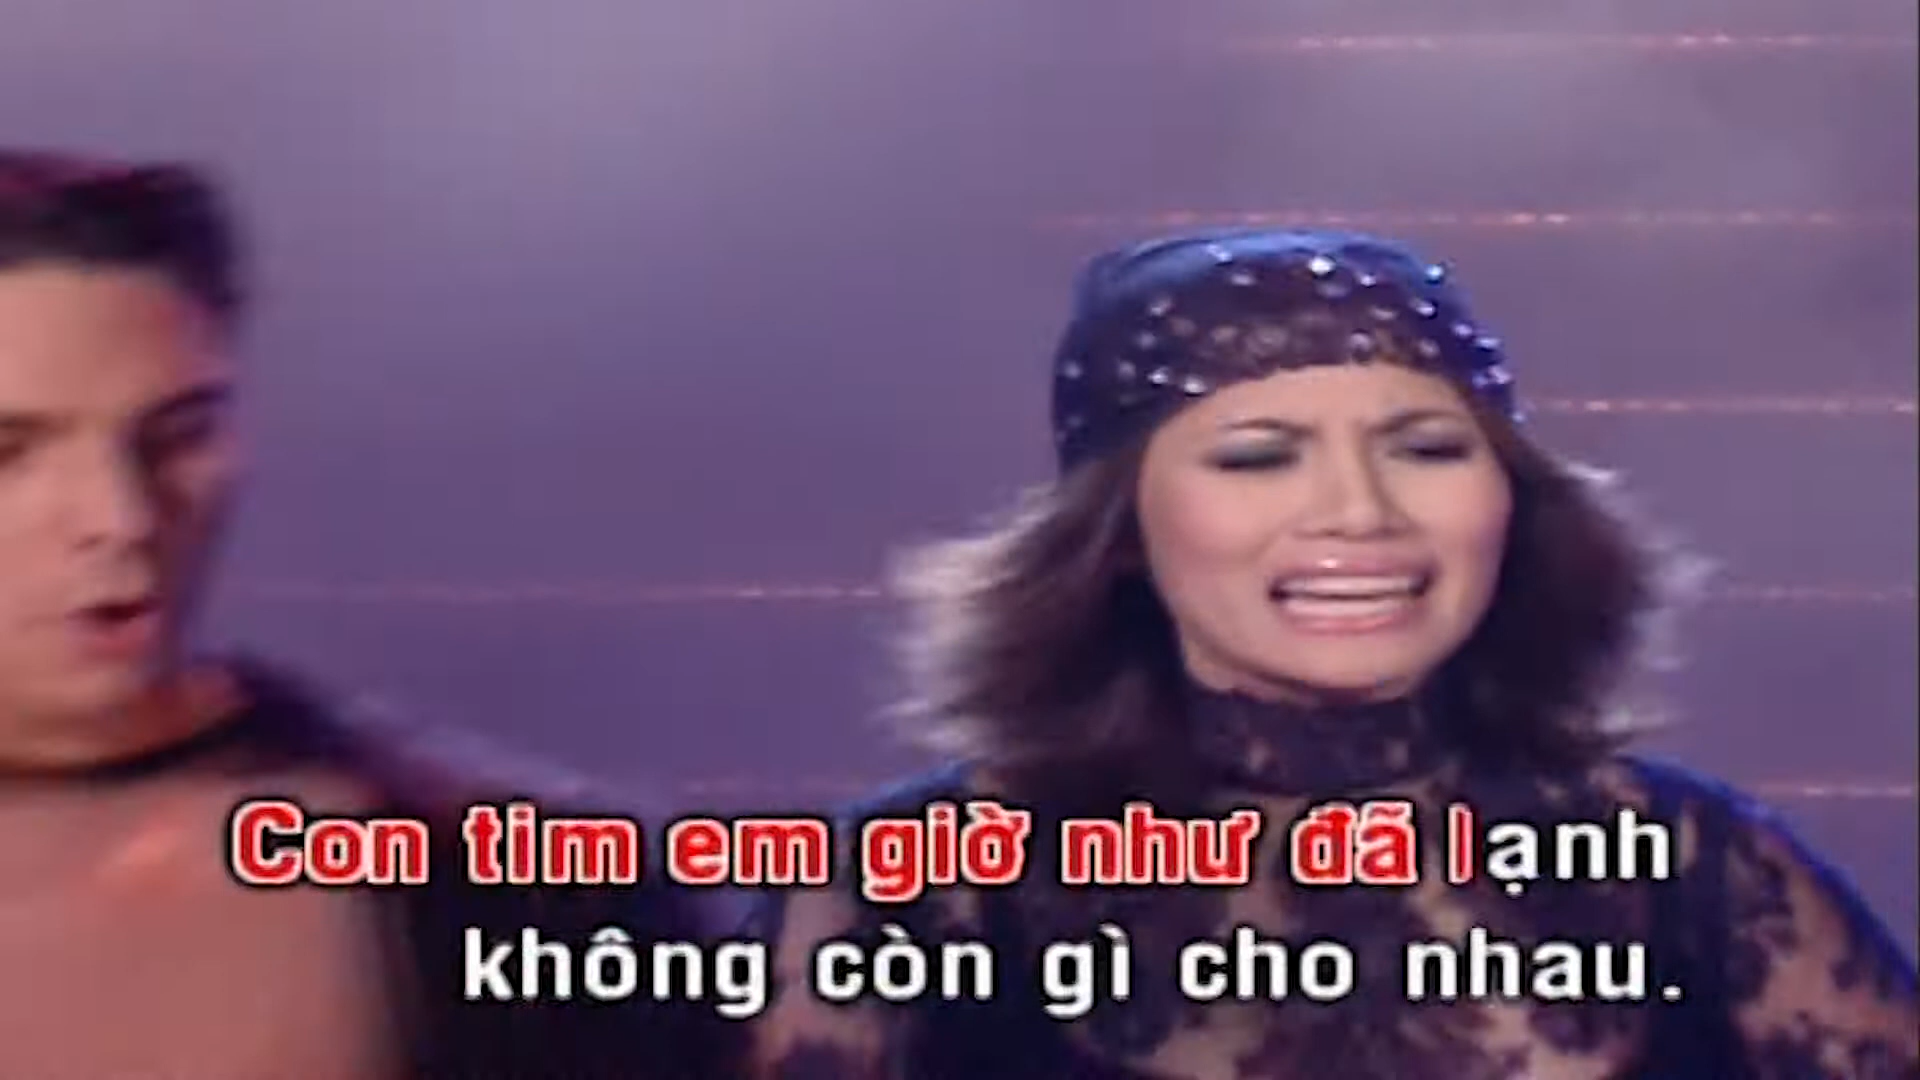 Con tim em giờ như đã lạnh
không còn gì cho nhau.